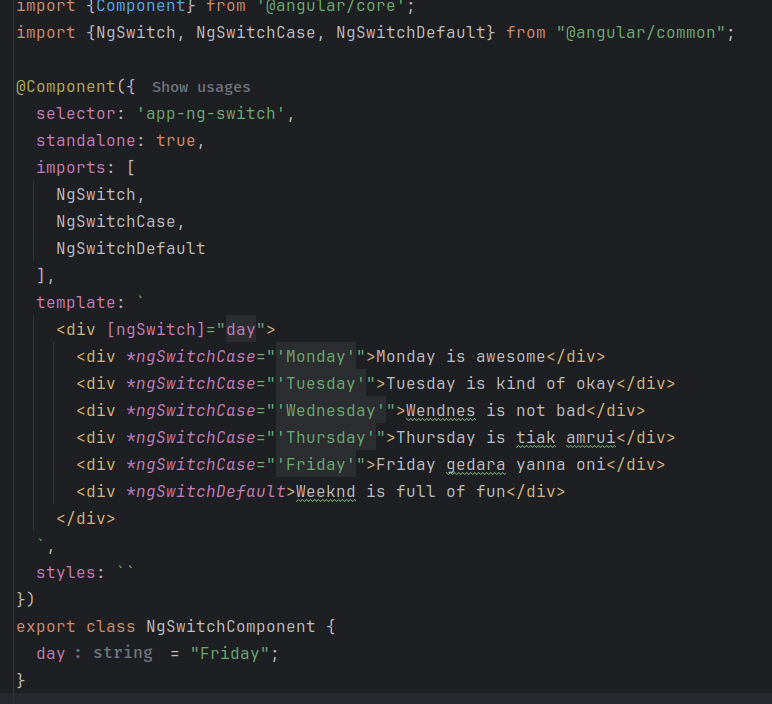 import {Component} from '@angular/core';
import {NgSwitch, NgSwitchCase, NgSwitchDefault} from "@angular/common";
@Component({ Show usages
selector: 'app-ng-switch',
standalone: true,
imports: [
NgSwitch,
NgSwitchCase,
NgSwitchDefault
],
template: `
<div [ngSwitch]="day">
<div *ngSwitchCase="'Monday'">Monday is awesome</div>
<div *ngSwitchCase="'Tuesday'">Tuesday is kind of okay</div>
<div *ngSwitchCase="'Wednesday'">Wendnes is not bad</div>
<div *ngSwitchCase="'Thursday'">Thursday is tiak amrui</div>
<div *ngSwitchCase="'Friday'">Friday gedara yanna oni</div>
<div *ngSwitchDefault>Weeknd is full of fun</div>
</div>
`,
styles: ``
})
export class NgSwitchComponent {
day : string = "Friday";
}